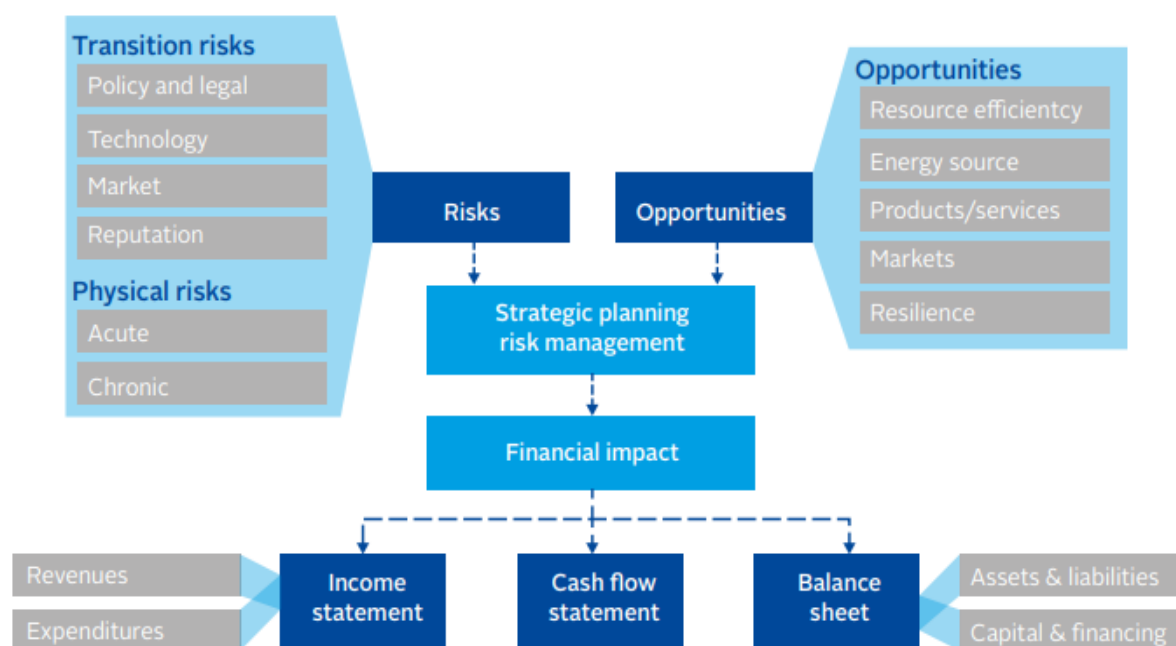 Transition risks
Policy and legal
Technology
Market
Reputation
Physical risks
Acute
Chronic
Risks
Opportunities
Opportunities
Resource efficientcy
Energy source
Products/services
Markets
Resilience
Strategic planning
risk management
Financial impact
Revenues
Expenditures
Income
statement
Cash flow
statement
Balance
sheet
Assets & liabilities
Capital & financing